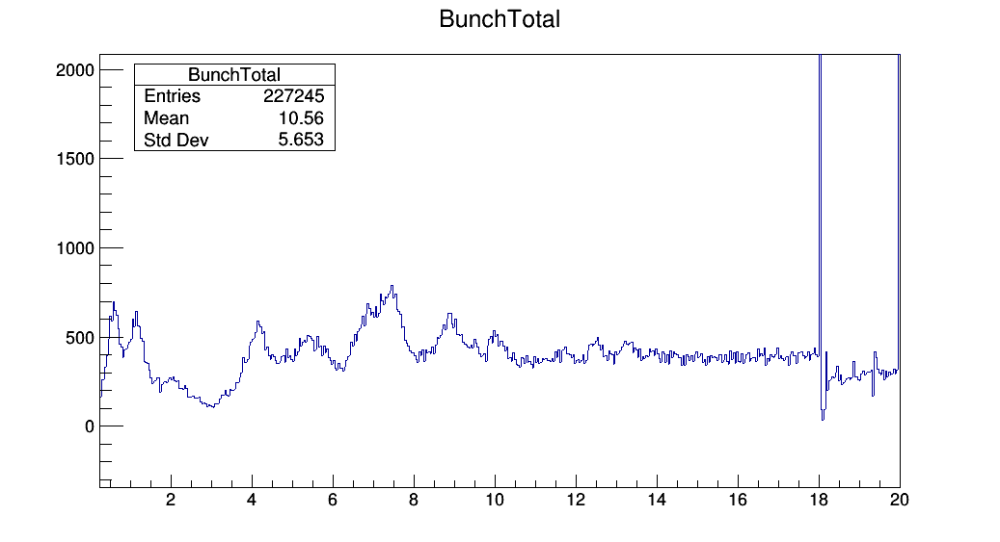 BunchTotal
BunchTotal
Entries 227245
Mean 10.56
Std Dev 5.653
2000
1500
1000
500
0
2 4 6 8 10 12 14 16 18 20